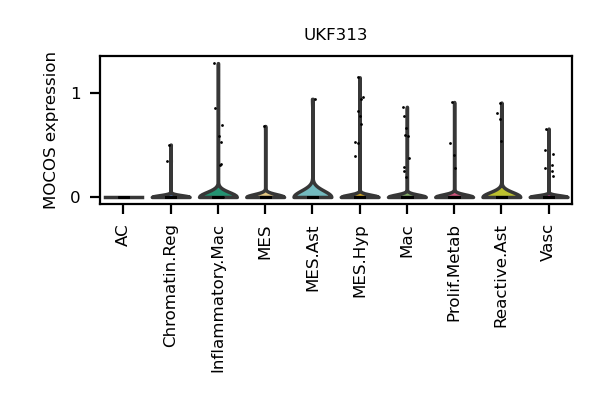 UKF313
MOCOS expression
1
0
AC
Chromatin.Reg
Inflammatory.Mac
MES
MES.Ast
MES.Hyp
Mac
Prolif.Metab
Reactive.Ast
Vasc